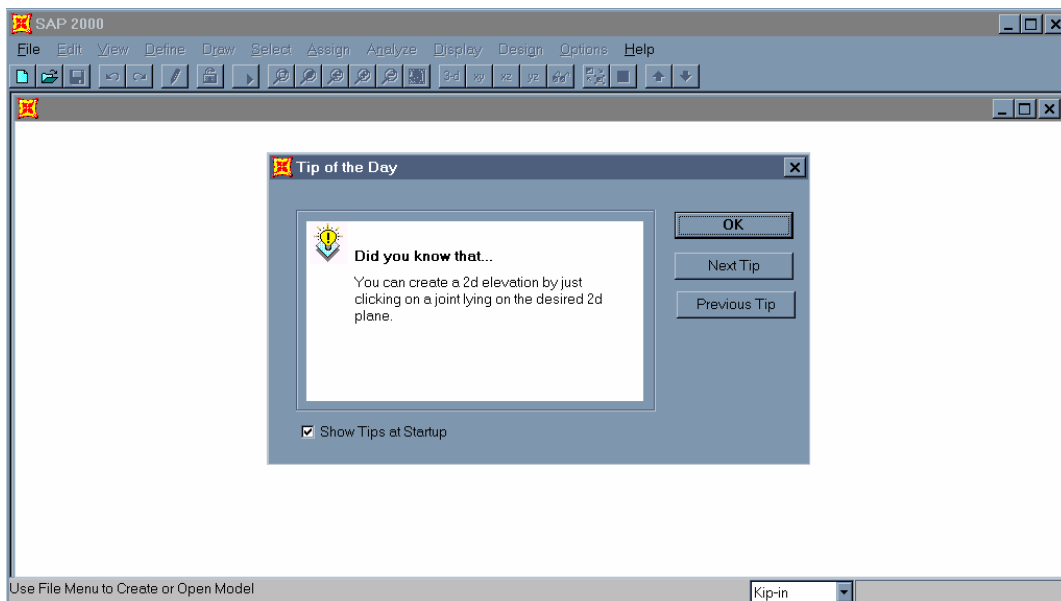 SAP 2000
File Edit View Define Draw Select Assign Analyze Display Design Options Help
3-d xy xz yz
Tip of the Day
Did you know that...
You can create a 2d elevation by just
clicking on a joint lying on the desired 2d
plane.
OK
Next Tip
Previous Tip
Show Tips at Startup
Use File Menu to Create or Open Model
Kip-in